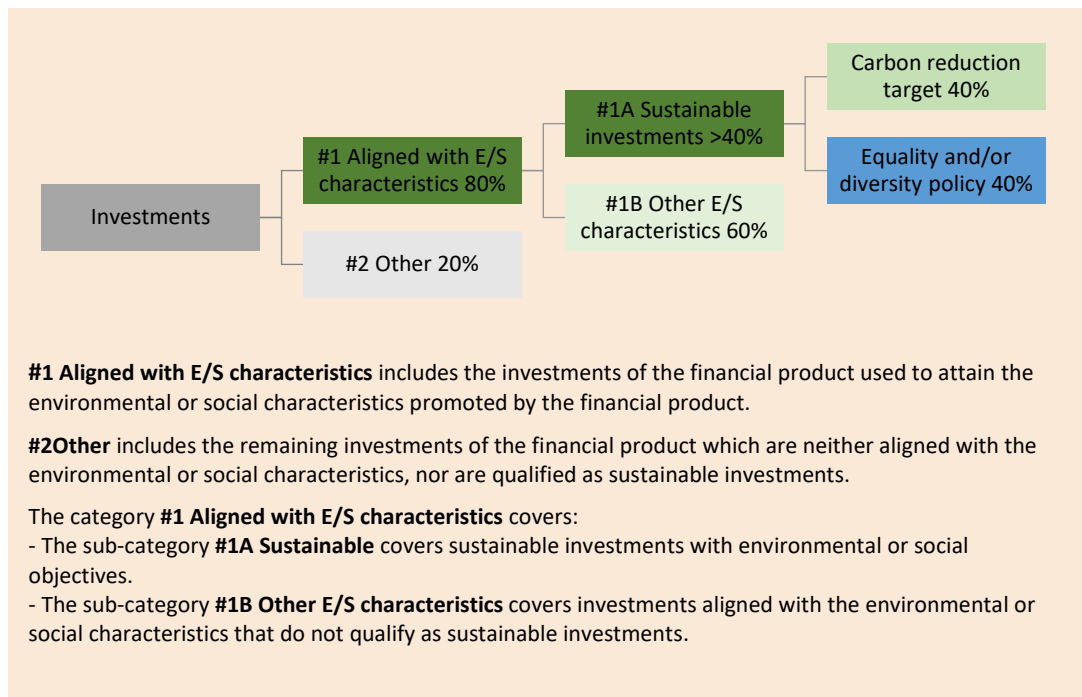 Carbon reduction
target 40%
#1A Sustainable
investments >40%
#1 Aligned with E/S
characteristics 80%
Equality and/or
diversity policy 40%
Investments
#1B Other E/S
characteristics 60%
#2 Other 20%
#1 Aligned with E/S characteristics includes the investments of the financial product used to attain the
environmental or social characteristics promoted by the financial product.
#2Other includes the remaining investments of the financial product which are neither aligned with the
environmental or social characteristics, nor are qualified as sustainable investments.
The category #1 Aligned with E/S characteristics covers:
- The sub-category #1A Sustainable covers sustainable investments with environmental or social
objectives.
- The sub-category #1B Other E/S characteristics covers investments aligned with the environmental or
social characteristics that do not qualify as sustainable investments.